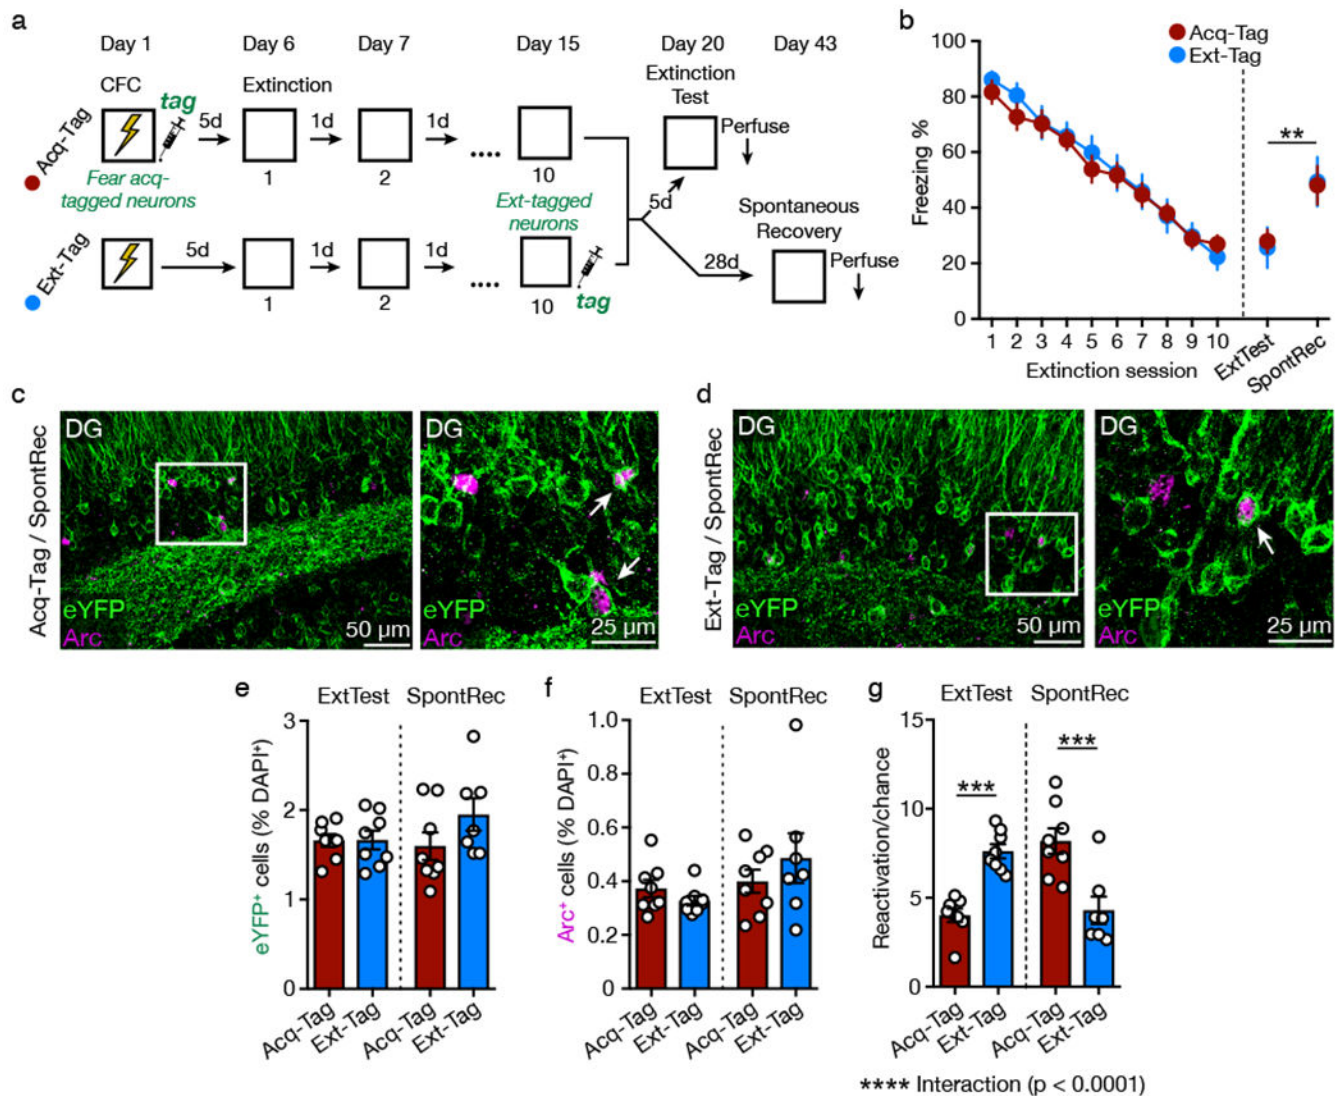 a
Day 1
Day 6
Day 7
Day 15
Day 20
Day 43
CFC
tag
Extinction
Extinction
Test
Acq-Tag
5d
1d
1d
Perfuse
Fear acq-
tagged neurons
1
2
....
10
Ext-tagged
neurons
5d
Spontaneous
Recovery
Ext-Tag
5d
1d
1d
28d
Perfuse
1
2
....
10
tag
b
Acq-Tag
Ext-Tag
Freezing %
100
80
60
40
20
0
**
1 2 3 4 5 6 7 8 9 10
ExtTest
SpontRec
Extinction session
c
Acq-Tag / SpontRec
DG
eYFP
Arc
50 µm
DG
eYFP
Arc
25 µm
d
Ext-Tag / SpontRec
DG
eYFP
Arc
50 µm
DG
eYFP
Arc
25 µm
e
ExtTest SpontRec
eYFP+ cells (% DAPI+)
3
2
1
0
Acq-Tag
Ext-Tag
Acq-Tag
Ext-Tag
f
ExtTest SpontRec
Arc+ cells (% DAPI+)
1.0
0.8
0.6
0.4
0.2
0
Acq-Tag
Ext-Tag
Acq-Tag
Ext-Tag
g
ExtTest SpontRec
Reactivation/chance
15
10
5
0
***
***
Acq-Tag
Ext-Tag
Acq-Tag
Ext-Tag
**** Interaction (p < 0.0001)